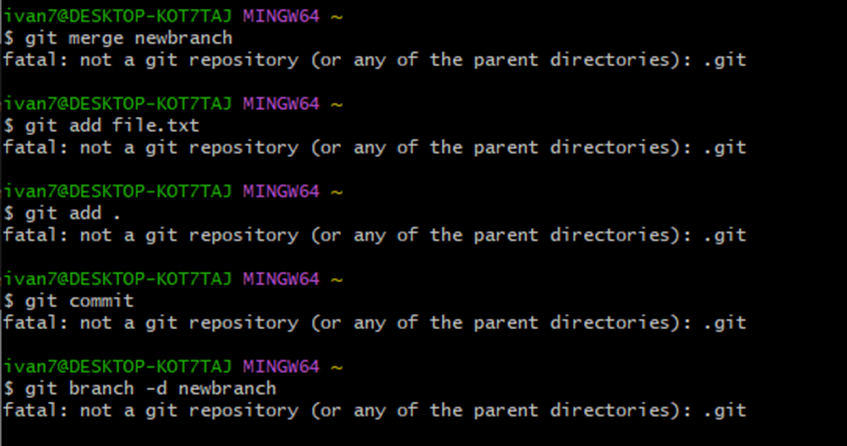 ivan7@DESKTOP-KOT7TAJ MINGW64 ~
$ git merge newbranch
fatal: not a git repository (or any of the parent directories): .git
ivan7@DESKTOP-KOT7TAJ MINGW64 ~
$ git add file.txt
fatal: not a git repository (or any of the parent directories): .git
ivan7@DESKTOP-KOT7TAJ MINGW64 ~
$ git add .
fatal: not a git repository (or any of the parent directories): .git
ivan7@DESKTOP-KOT7TAJ MINGW64 ~
$ git commit
fatal: not a git repository (or any of the parent directories): .git
ivan7@DESKTOP-KOT7TAJ MINGW64 ~
$ git branch -d newbranch
fatal: not a git repository (or any of the parent directories): .git